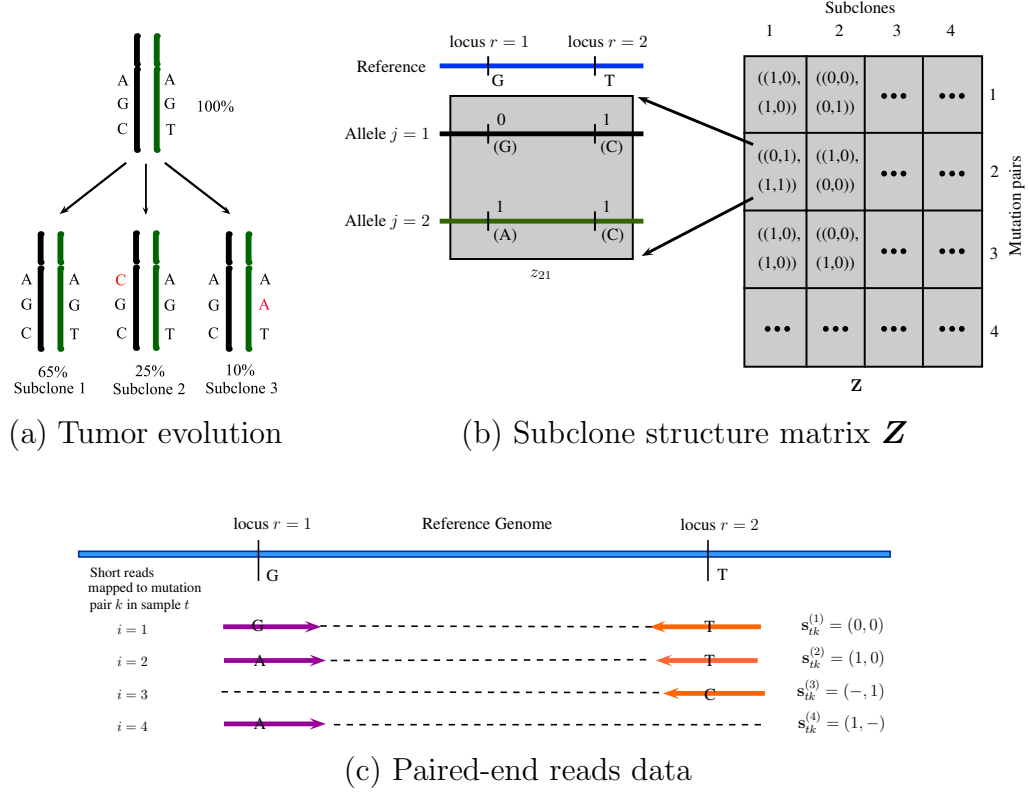 A A
G G 100%
C T
A A C A A A
G G G G G A
C T C T C T
65% 25% 10%
Subclone 1 Subclone 2 Subclone 3
(a) Tumor evolution
Subclones
1 2 3 4
locus r = 1 locus r = 2
Reference
G T
Allele j = 1 0 1
(G) (C)
Allele j = 2 1 1
(A) (C)
z₂₁
((1,0), ((0,0),
(1,0)) (0,1)) ••• ••• 1
((0,1), ((1,0),
(1,1)) (0,0)) ••• ••• 2
((1,0), ((0,0),
(1,0)) (1,0)) ••• ••• 3
••• ••• ••• ••• 4
Mutation pairs
Z
(b) Subclone structure matrix Z
locus r = 1 Reference Genome locus r = 2
G T
Short reads
mapped to mutation
pair k in sample t
i = 1 G T s_{tk}^{(1)} = (0, 0)
i = 2 A T s_{tk}^{(2)} = (1, 0)
i = 3 C s_{tk}^{(3)} = (−, 1)
i = 4 A s_{tk}^{(4)} = (1, −)
(c) Paired-end reads data